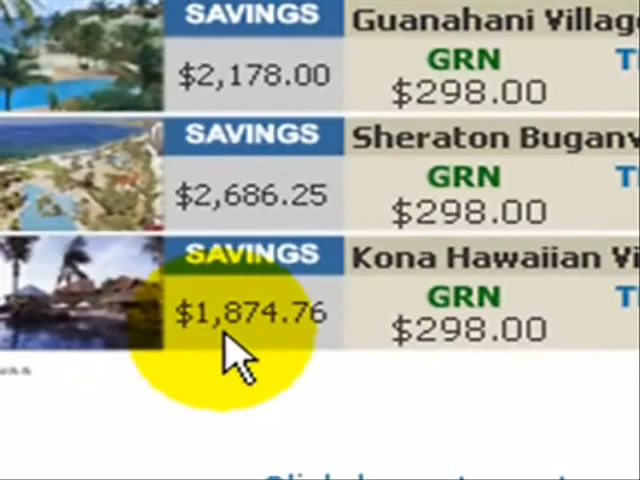 SAVINGS Guanahani Villag
GRN
$2,178.00 $298.00
SAVINGS Sheraton Buganv
GRN
$2,686.25 $298.00
SAVINGS Kona Hawaiian Vi
GRN
$1,874.76 $298.00